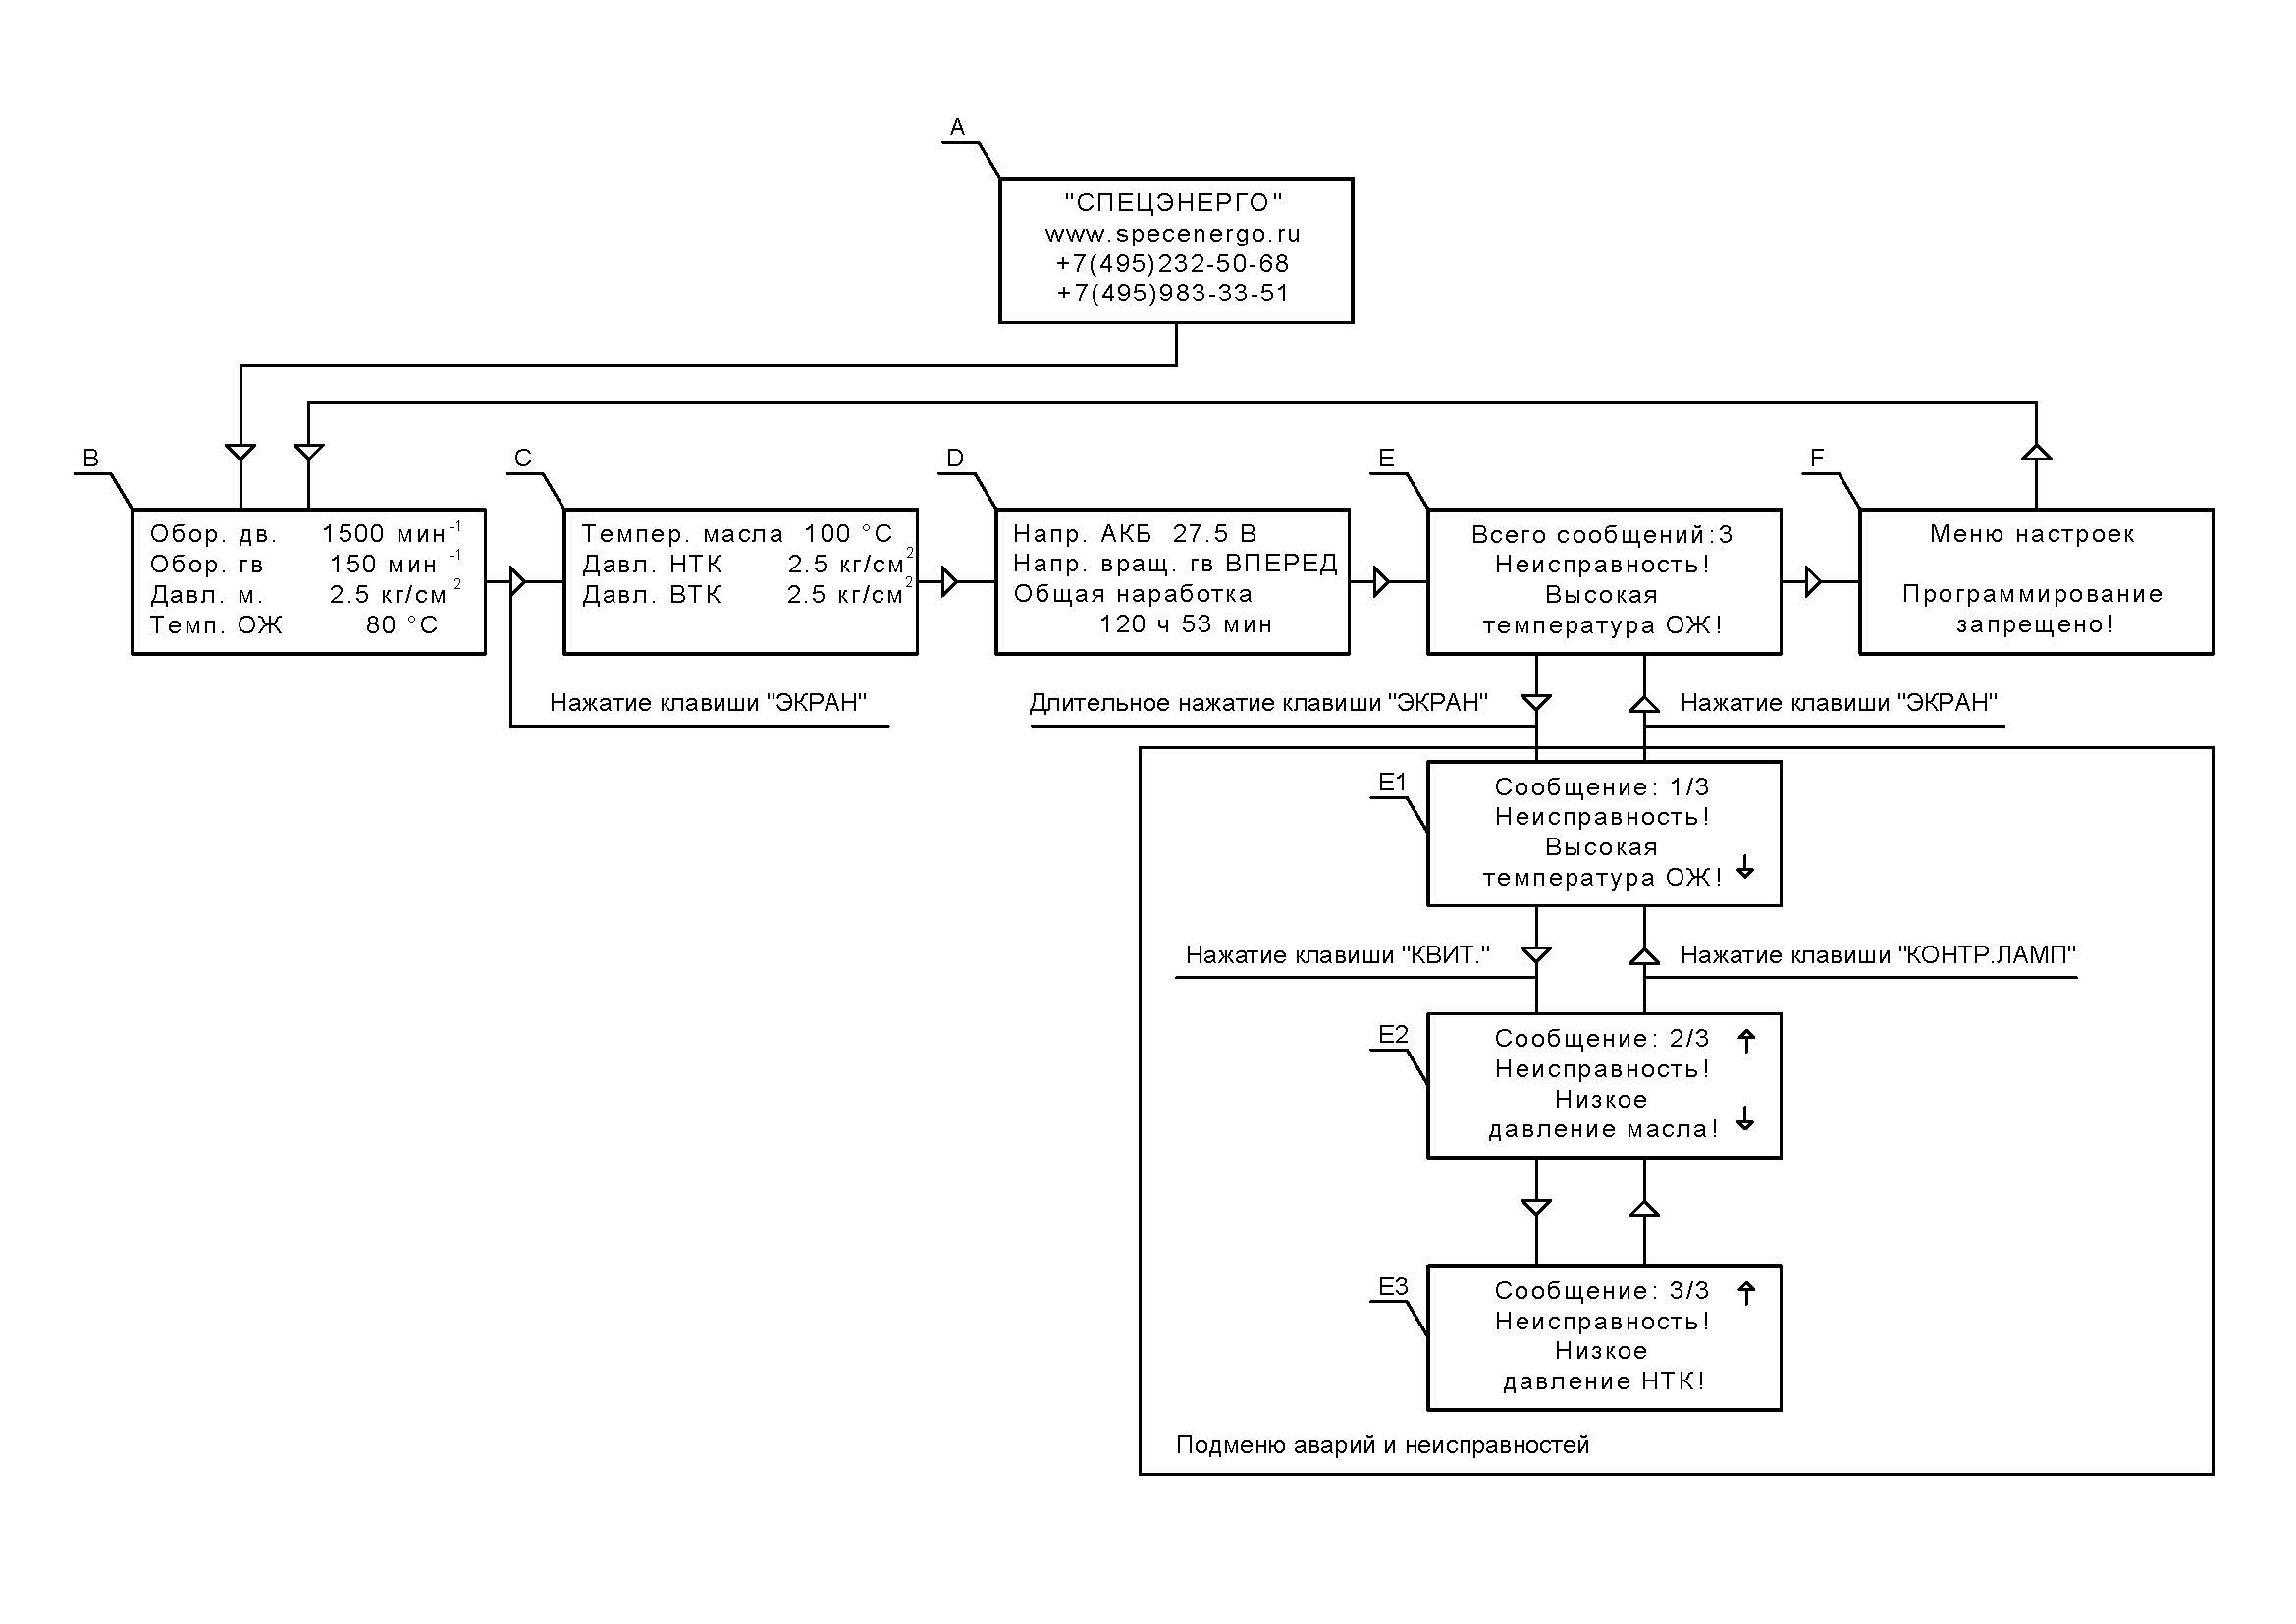 A
"СПЕЦЭНЕРГО"
www.specenergo.ru
+7(495)232-50-68
+7(495)983-33-51
B
Обор. дв. 1500 мин⁻¹
Обор. гв 150 мин ⁻¹
Давл. м. 2.5 кг/см²
Темп. ОЖ 80 °C
C
Темпер. масла 100 °C
Давл. НТК 2.5 кг/см²
Давл. ВТК 2.5 кг/см²
D
Напр. АКБ 27.5 В
Напр. вращ. гв ВПЕРЕД
Общая наработка
120 ч 53 мин
E
Всего сообщений:3
Неисправность!
Высокая
температура ОЖ!
F
Меню настроек
Программирование
запрещено!
Нажатие клавиши "ЭКРАН"
Длительное нажатие клавиши "ЭКРАН"
Нажатие клавиши "ЭКРАН"
E1
Сообщение: 1/3
Неисправность!
Высокая
температура ОЖ! ↓
Нажатие клавиши "КВИТ."
Нажатие клавиши "КОНТР.ЛАМП"
E2
Сообщение: 2/3 ↑
Неисправность!
Низкое
давление масла! ↓
E3
Сообщение: 3/3 ↑
Неисправность!
Низкое
давление НТК!
Подменю аварий и неисправностей